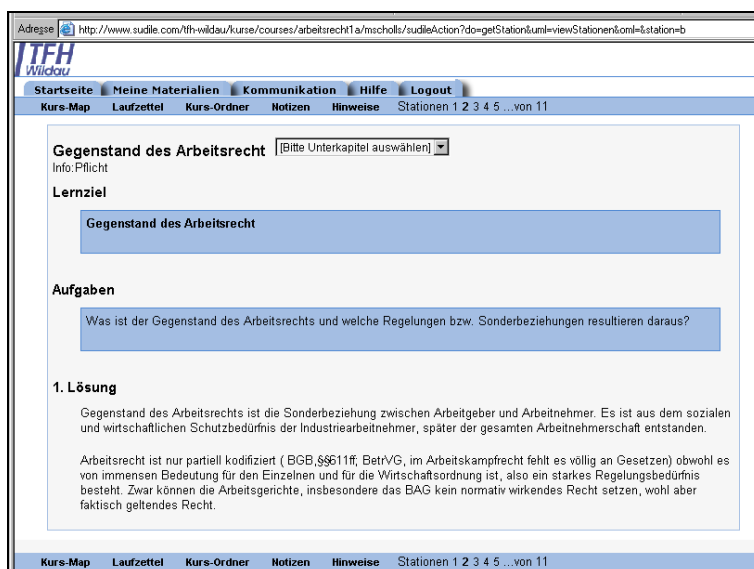 Adresse http://www.sudile.com/tfh-wildau/kurse/courses/arbeitsrecht1a/mscholls/sudileAction?do=getStation&uml=viewStationen&oml=&station=b
TFH
Wildau
Startseite Meine Materialien Kommunikation Hilfe Logout
Kurs-Map Laufzettel Kurs-Ordner Notizen Hinweise Stationen 1 2 3 4 5 ...von 11
Gegenstand des Arbeitsrecht [Bitte Unterkapitel auswählen]
Info:Pflicht
Lernziel
Gegenstand des Arbeitsrecht
Aufgaben
Was ist der Gegenstand des Arbeitsrechts und welche Regelungen bzw. Sonderbeziehungen resultieren daraus?
1. Lösung
Gegenstand des Arbeitsrechts ist die Sonderbeziehung zwischen Arbeitgeber und Arbeitnehmer. Es ist aus dem sozialen
und wirtschaftlichen Schutzbedürfnis der Industriearbeitnehmer, später der gesamten Arbeitnehmerschaft entstanden.
Arbeitsrecht ist nur partiell kodifiziert ( BGB,§§611ff; BetrVG, im Arbeitskampfrecht fehlt es völlig an Gesetzen) obwohl es
von immensen Bedeutung für den Einzelnen und für die Wirtschaftsordnung ist, also ein starkes Regelungsbedürfnis
besteht. Zwar können die Arbeitsgerichte, insbesondere das BAG kein normativ wirkendes Recht setzen, wohl aber
faktisch geltendes Recht.
Kurs-Map Laufzettel Kurs-Ordner Notizen Hinweise Stationen 1 2 3 4 5 ...von 11